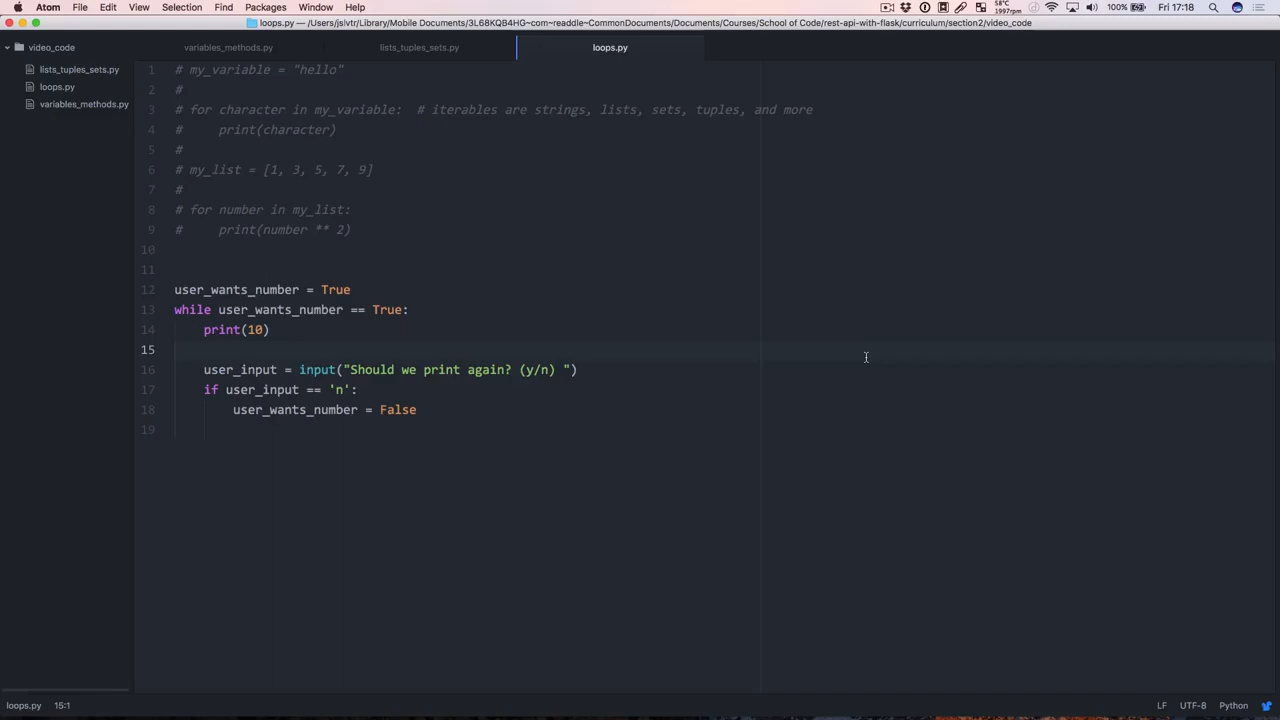 Atom File Edit View Selection Find Packages Window Help 58°C 1997rpm 100% Fri 17:18
loops.py — /Users/jslvtr/Library/Mobile Documents/3L68KQB4HG~com~readdle~CommonDocuments/Documents/Courses/School of Code/rest-api-with-flask/curriculum/section2/video_code
video_code
lists_tuples_sets.py
loops.py
variables_methods.py
variables_methods.py lists_tuples_sets.py loops.py
1 # my_variable = "hello"
2 #
3 # for character in my_variable:  # iterables are strings, lists, sets, tuples, and more
4 #     print(character)
5 #
6 # my_list = [1, 3, 5, 7, 9]
7 #
8 # for number in my_list:
9 #     print(number ** 2)
10
11
12 user_wants_number = True
13 while user_wants_number == True:
14     print(10)
15
16     user_input = input("Should we print again? (y/n) ")
17     if user_input == 'n':
18         user_wants_number = False
19
loops.py 15:1 LF UTF-8 Python